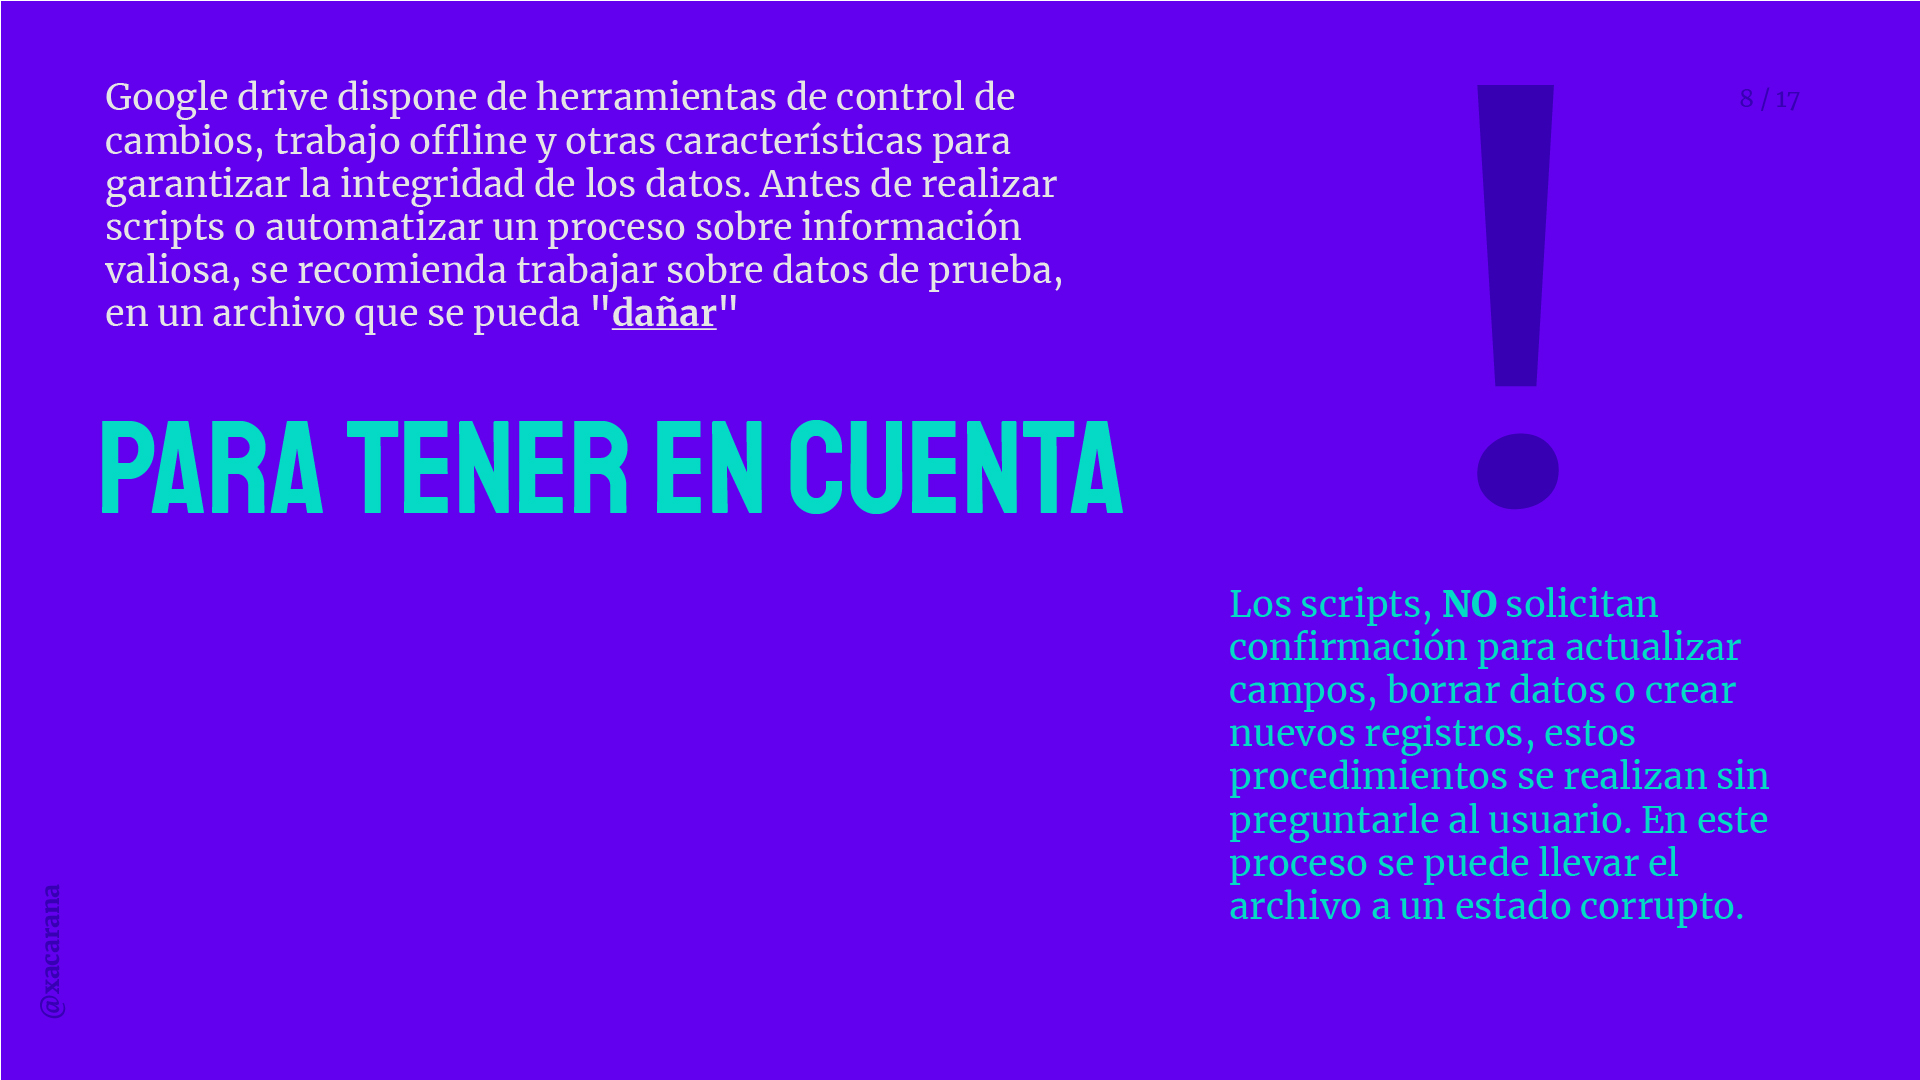 Google drive dispone de herramientas de control de
cambios, trabajo offline y otras características para
garantizar la integridad de los datos. Antes de realizar
scripts o automatizar un proceso sobre información
valiosa, se recomienda trabajar sobre datos de prueba,
en un archivo que se pueda "dañar"
!
8 / 17
PARA TENER EN CUENTA
Los scripts, NO solicitan
confirmación para actualizar
campos, borrar datos o crear
nuevos registros, estos
procedimientos se realizan sin
preguntarle al usuario. En este
proceso se puede llevar el
archivo a un estado corrupto.
@xacarana